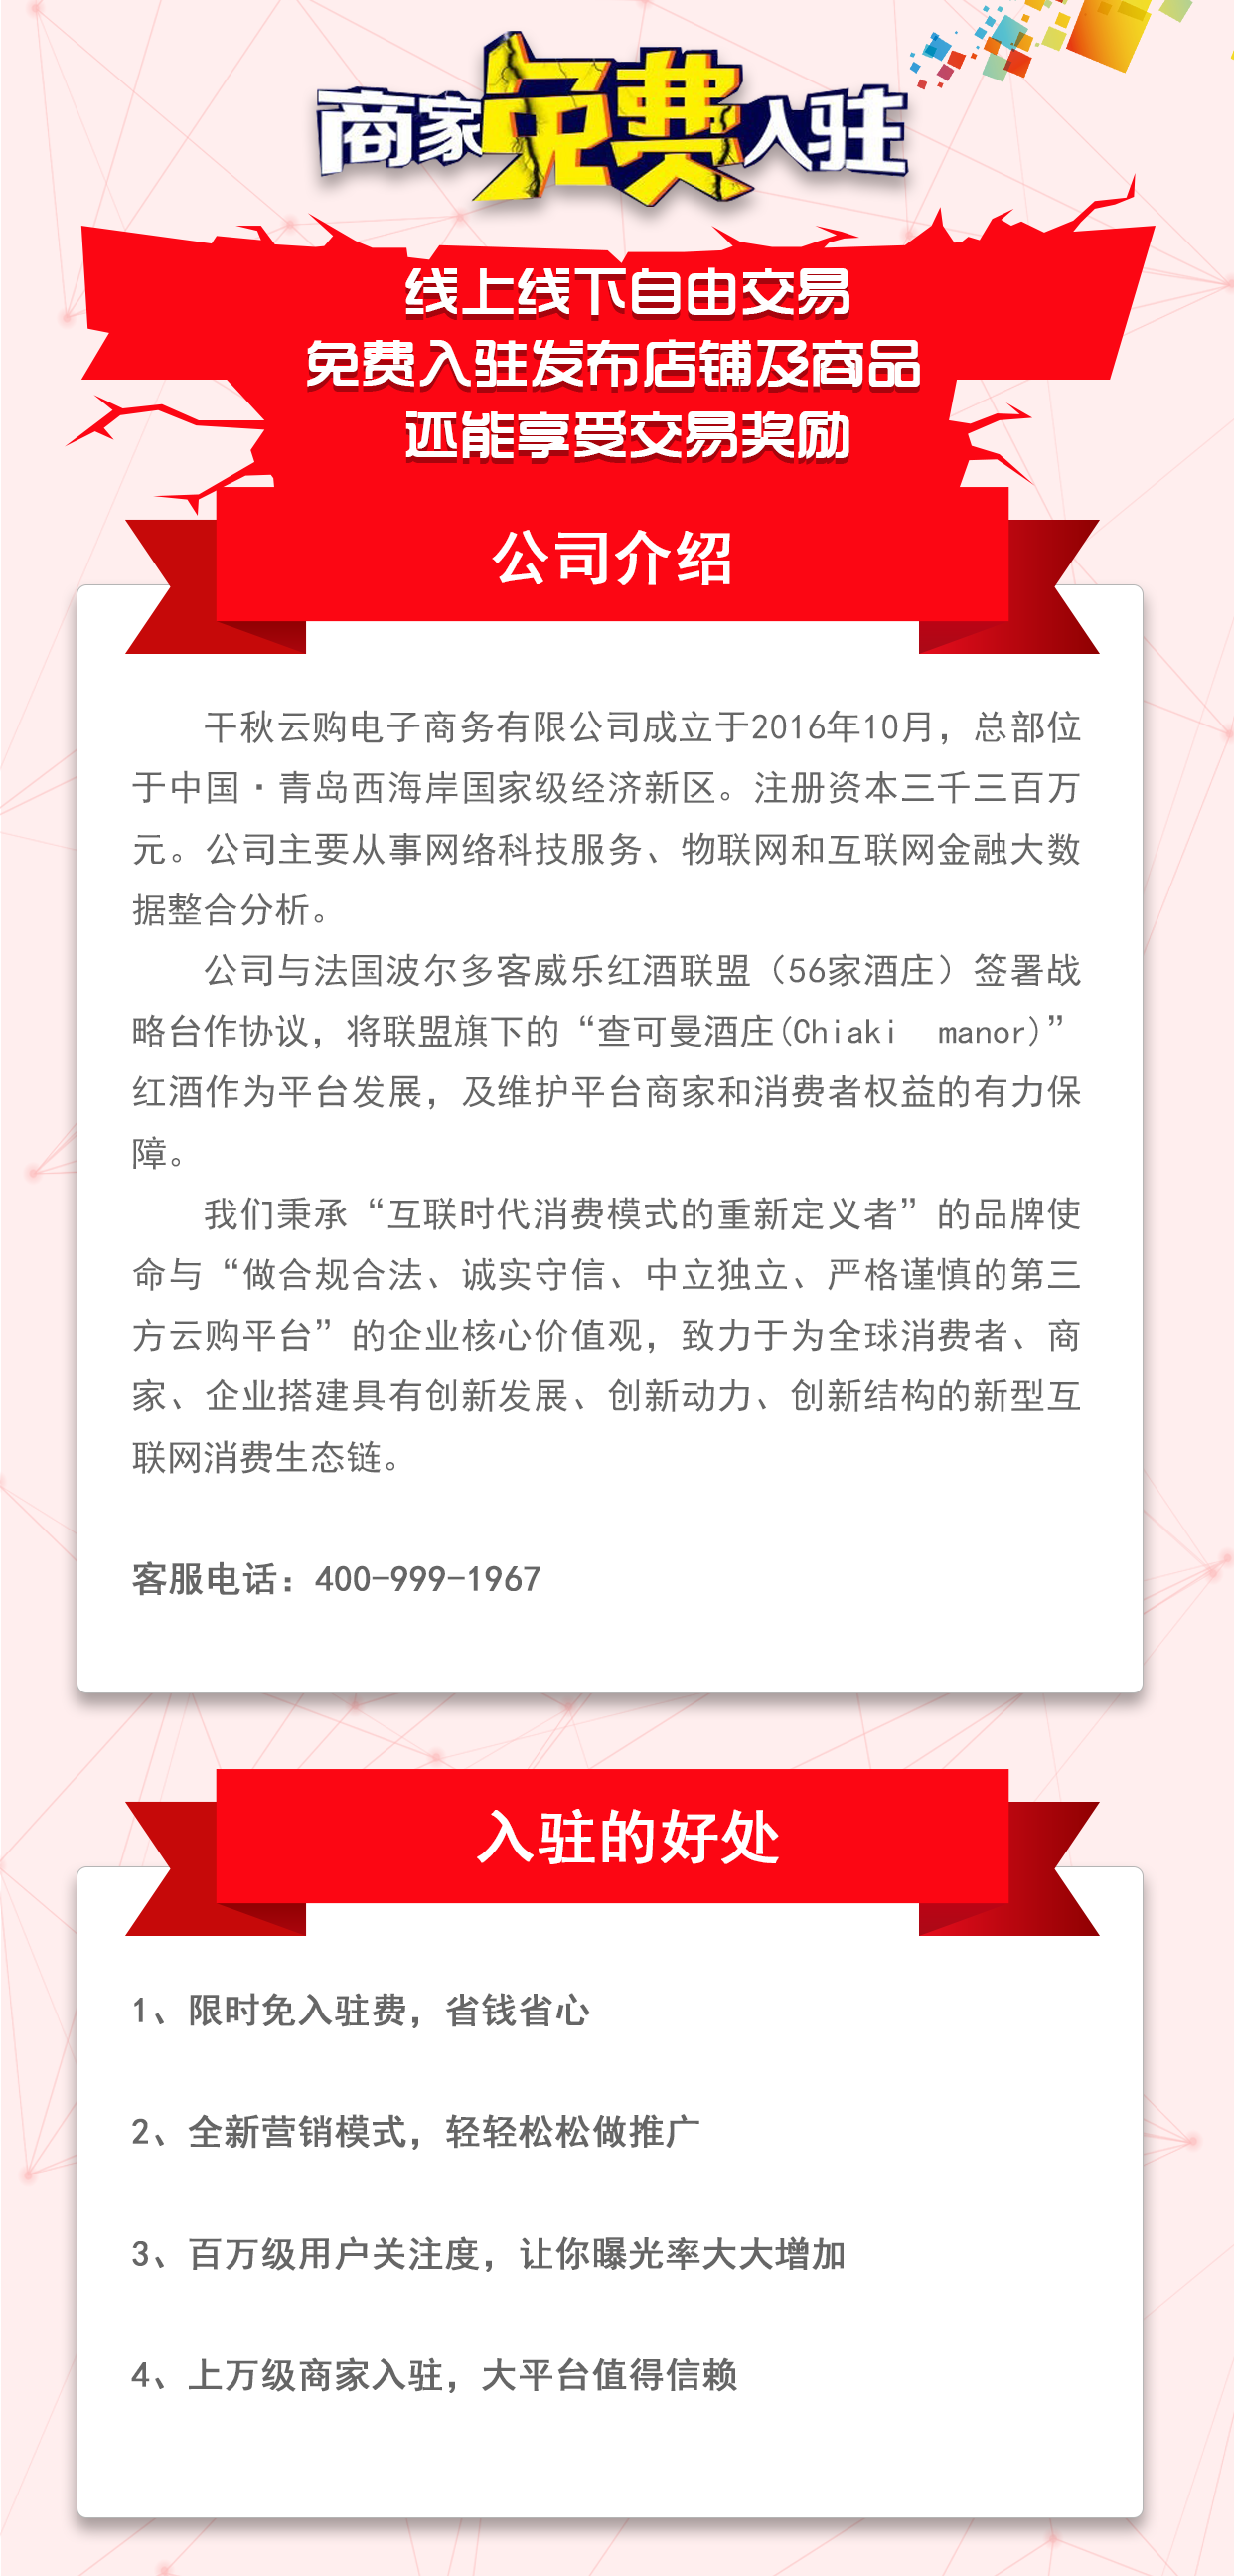 商家免费入驻
线上线下自由交易
免费入驻发布店铺及商品
还能享受交易奖励
公司介绍
干秋云购电子商务有限公司成立于2016年10月，总部位
于中国·青岛西海岸国家级经济新区。注册资本三千三百万
元。公司主要从事网络科技服务、物联网和互联网金融大数
据整合分析。
公司与法国波尔多客威乐红酒联盟（56家酒庄）签署战
略台作协议，将联盟旗下的“查可曼酒庄(Chiaki manor)”
红酒作为平台发展，及维护平台商家和消费者权益的有力保
障。
我们秉承“互联时代消费模式的重新定义者”的品牌使
命与“做合规合法、诚实守信、中立独立、严格谨慎的第三
方云购平台”的企业核心价值观，致力于为全球消费者、商
家、企业搭建具有创新发展、创新动力、创新结构的新型互
联网消费生态链。
客服电话：400-999-1967
入驻的好处
1、限时免入驻费，省钱省心
2、全新营销模式，轻轻松松做推广
3、百万级用户关注度，让你曝光率大大增加
4、上万级商家入驻，大平台值得信赖